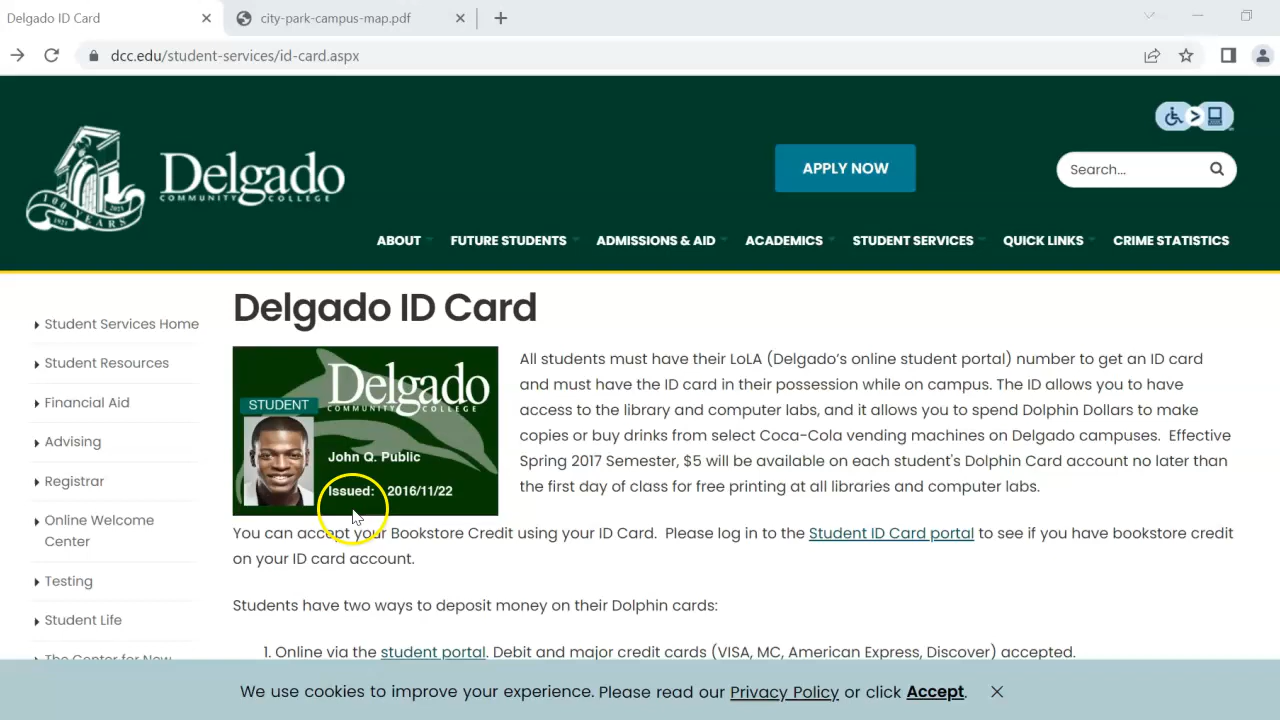 Delgado ID Card
city-park-campus-map.pdf
dcc.edu/student-services/id-card.aspx
100 YEARS
1921 2021
Delgado
COMMUNITY COLLEGE
APPLY NOW
Search...
ABOUT FUTURE STUDENTS ADMISSIONS & AID ACADEMICS STUDENT SERVICES QUICK LINKS CRIME STATISTICS
Student Services Home
Student Resources
Financial Aid
Advising
Registrar
Online Welcome
Center
Testing
Student Life
The Center for New
Delgado ID Card
Delgado
COMMUNITY COLLEGE
STUDENT
John Q. Public
Issued: 2016/11/22
All students must have their LoLA (Delgado’s online student portal) number to get an ID card
and must have the ID card in their possession while on campus. The ID allows you to have
access to the library and computer labs, and it allows you to spend Dolphin Dollars to make
copies or buy drinks from select Coca-Cola vending machines on Delgado campuses. Effective
Spring 2017 Semester, $5 will be available on each student's Dolphin Card account no later than
the first day of class for free printing at all libraries and computer labs.
You can accept your Bookstore Credit using your ID Card. Please log in to the Student ID Card portal to see if you have bookstore credit
on your ID card account.
Students have two ways to deposit money on their Dolphin cards:
1. Online via the student portal. Debit and major credit cards (VISA, MC, American Express, Discover) accepted.
We use cookies to improve your experience. Please read our Privacy Policy or click Accept.